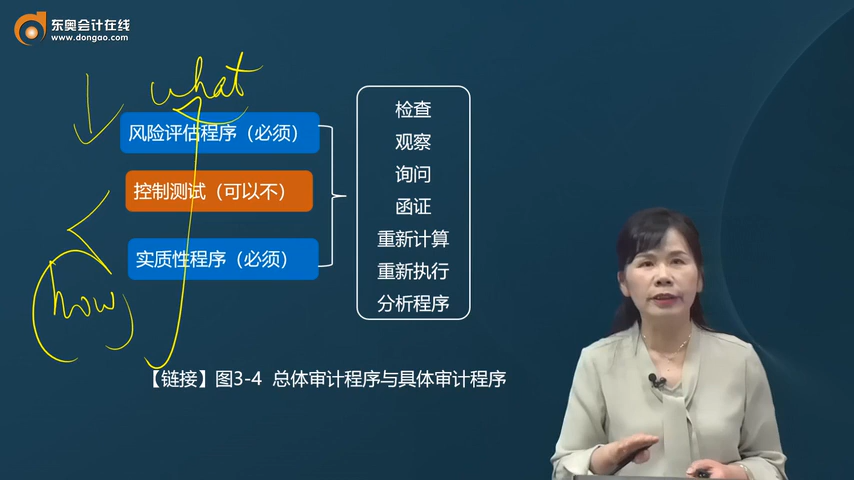 东奥会计在线
www.dongao.com
what
风险评估程序（必须）
控制测试（可以不）
实质性程序（必须）
how
检查
观察
询问
函证
重新计算
重新执行
分析程序
【链接】图3-4 总体审计程序与具体审计程序